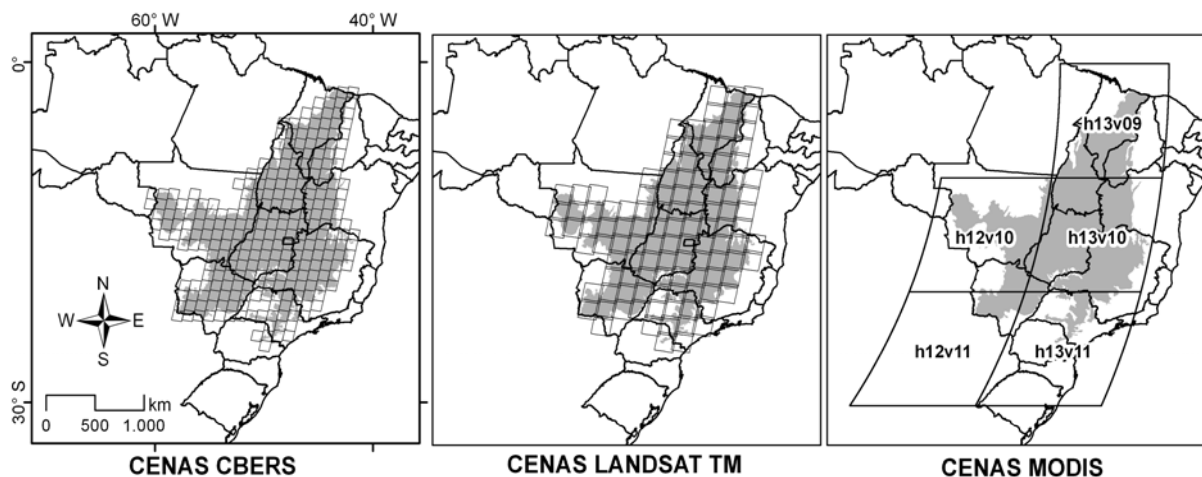 60° W
40° W
0°
30° S
N
W E
S
km
0 500 1.000
h13v09
h12v10
h13v10
h12v11
h13v11
CENAS CBERS
CENAS LANDSAT TM
CENAS MODIS